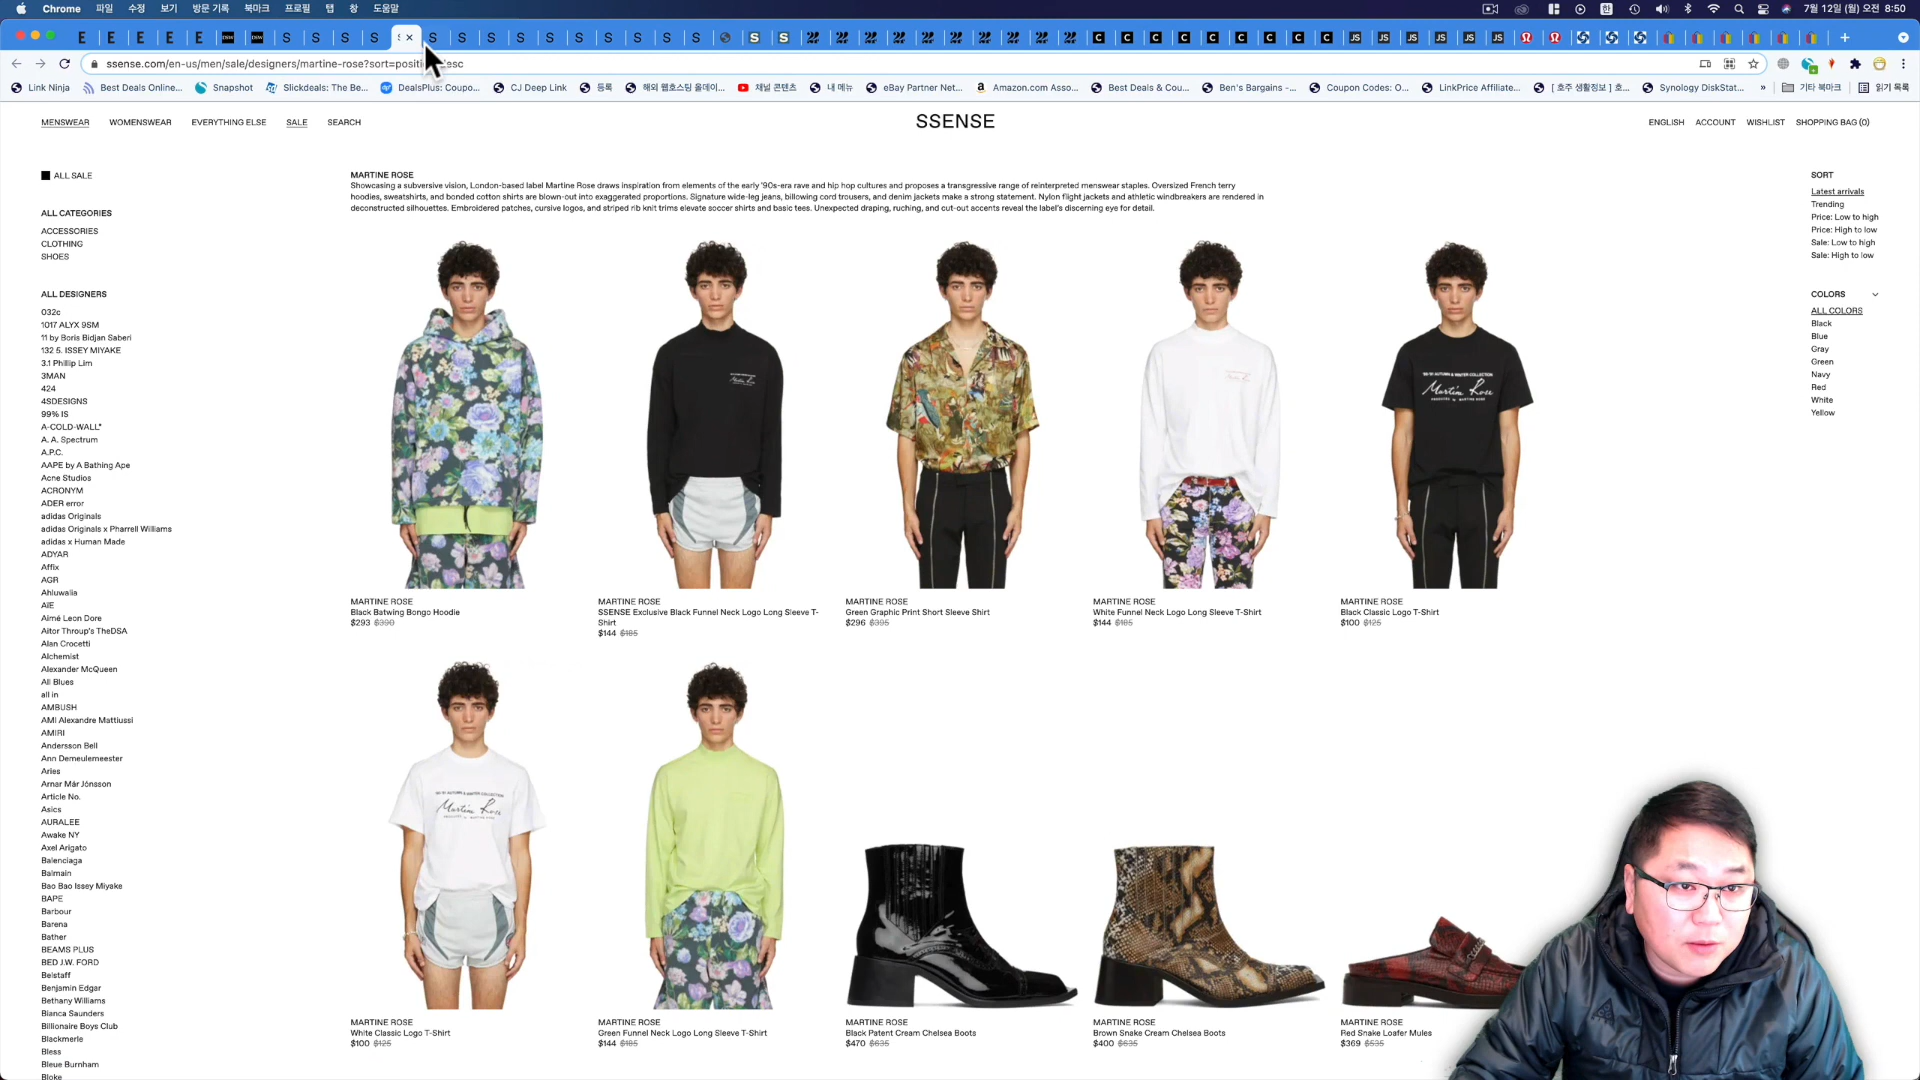 Chrome 파일 수정 보기 방문 기록 북마크 프로필 탭 창 도움말 7월 12일 (월) 오전 8:50
ssense.com/en-us/men/sale/designers/martine-rose?sort=positi esc
Link Ninja Best Deals Online... Snapshot Slickdeals: The Be... DealsPlus: Coupo... CJ Deep Link 등록 해외 웹호스팅 올데이... 채널 콘텐츠 내 메뉴 eBay Partner Net... Amazon.com Asso... Best Deals & Cou... Ben's Bargains -... Coupon Codes: O... LinkPrice Affiliate... [ 호주 생활정보 ] 호... Synology DiskStat... » 기타 북마크 읽기 목록
MENSWEAR WOMENSWEAR EVERYTHING ELSE SALE SEARCH SSENSE ENGLISH ACCOUNT WISHLIST SHOPPING BAG (0)
ALL SALE
ALL CATEGORIES
ACCESSORIES
CLOTHING
SHOES
ALL DESIGNERS
032c
1017 ALYX 9SM
11 by Boris Bidjan Saberi
132 5. ISSEY MIYAKE
3.1 Phillip Lim
3MAN
424
4SDESIGNS
99% IS
A-COLD-WALL*
A. A. Spectrum
A.P.C.
AAPE by A Bathing Ape
Acne Studios
ACRONYM
ADER error
adidas Originals
adidas Originals x Pharrell Williams
adidas x Human Made
ADYAR
Affix
AGR
Ahluwalia
AIE
Aimé Leon Dore
Aitor Throup's TheDSA
Alan Crocetti
Alchemist
Alexander McQueen
All Blues
all in
AMBUSH
AMI Alexandre Mattiussi
AMIRI
Andersson Bell
Ann Demeulemeester
Aries
Arnar Már Jónsson
Article No.
Asics
AURALEE
Awake NY
Axel Arigato
Balenciaga
Balmain
Bao Bao Issey Miyake
BAPE
Barbour
Barena
Bather
BEAMS PLUS
BED J.W. FORD
Belstaff
Benjamin Edgar
Bethany Williams
Bianca Saunders
Billionaire Boys Club
Blackmerle
Bless
Bleue Burnham
Bloke
MARTINE ROSE
Showcasing a subversive vision, London-based label Martine Rose draws inspiration from elements of the early '90s-era rave and hip hop cultures and proposes a transgressive range of reinterpreted menswear staples. Oversized French terry
hoodies, sweatshirts, and bonded cotton shirts are blown-out into exaggerated proportions. Signature wide-leg jeans, billowing cord trousers, and denim jackets make a strong statement. Nylon flight jackets and athletic windbreakers are rendered in
deconstructed silhouettes. Embroidered patches, cursive logos, and striped rib knit trims elevate soccer shirts and basic tees. Unexpected draping, ruching, and cut-out accents reveal the label's discerning eye for detail.
Martine Rose
MARTINE ROSE
Black Batwing Bongo Hoodie
$293 $390
MARTINE ROSE
SSENSE Exclusive Black Funnel Neck Logo Long Sleeve T-
Shirt
$144 $185
MARTINE ROSE
Green Graphic Print Short Sleeve Shirt
$296 $395
MARTINE ROSE
White Funnel Neck Logo Long Sleeve T-Shirt
$144 $185
MARTINE ROSE
Black Classic Logo T-Shirt
$100 $125
Martine Rose
MARTINE ROSE
White Classic Logo T-Shirt
$100 $125
MARTINE ROSE
Green Funnel Neck Logo Long Sleeve T-Shirt
$144 $185
MARTINE ROSE
Black Patent Cream Chelsea Boots
$470 $635
MARTINE ROSE
Brown Snake Cream Chelsea Boots
$400 $635
MARTINE ROSE
Red Snake Loafer Mules
$369 $535
SORT
Latest arrivals
Trending
Price: Low to high
Price: High to low
Sale: Low to high
Sale: High to low
COLORS
ALL COLORS
Black
Blue
Gray
Green
Navy
Red
White
Yellow